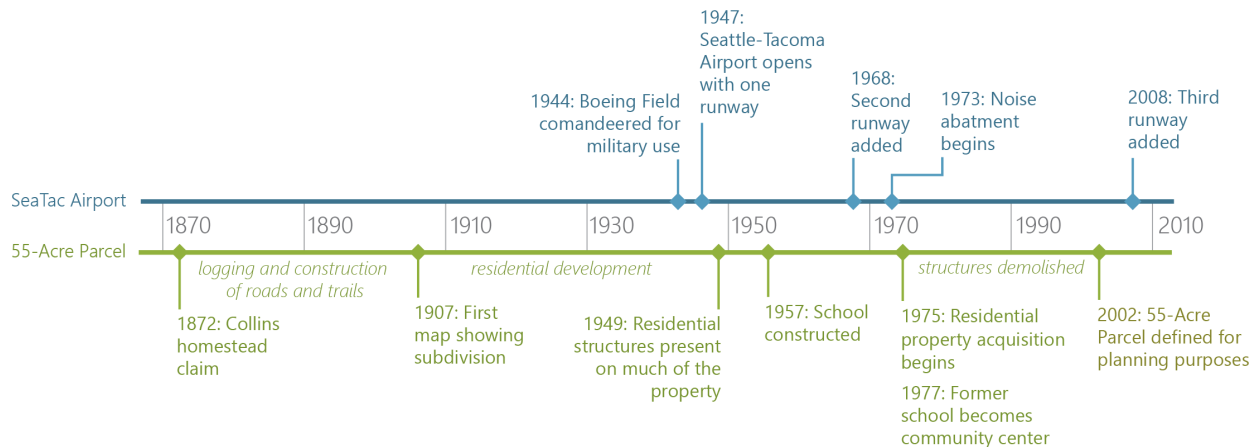 1947:
Seattle-Tacoma
Airport opens
with one
runway
1944: Boeing Field
comandeered for
military use
1968:
Second
runway
added
1973: Noise
abatment
begins
2008: Third
runway
added
SeaTac Airport
1870
1890
1910
1930
1950
1970
1990
2010
55-Acre Parcel
logging and construction
of roads and trails
residential development
structures demolished
1872: Collins
homestead
claim
1907: First
map showing
subdivision
1949: Residential
structures present
on much of the
property
1957: School
constructed
1975: Residential
property acquisition
begins
1977: Former
school becomes
community center
2002: 55-Acre
Parcel defined for
planning purposes